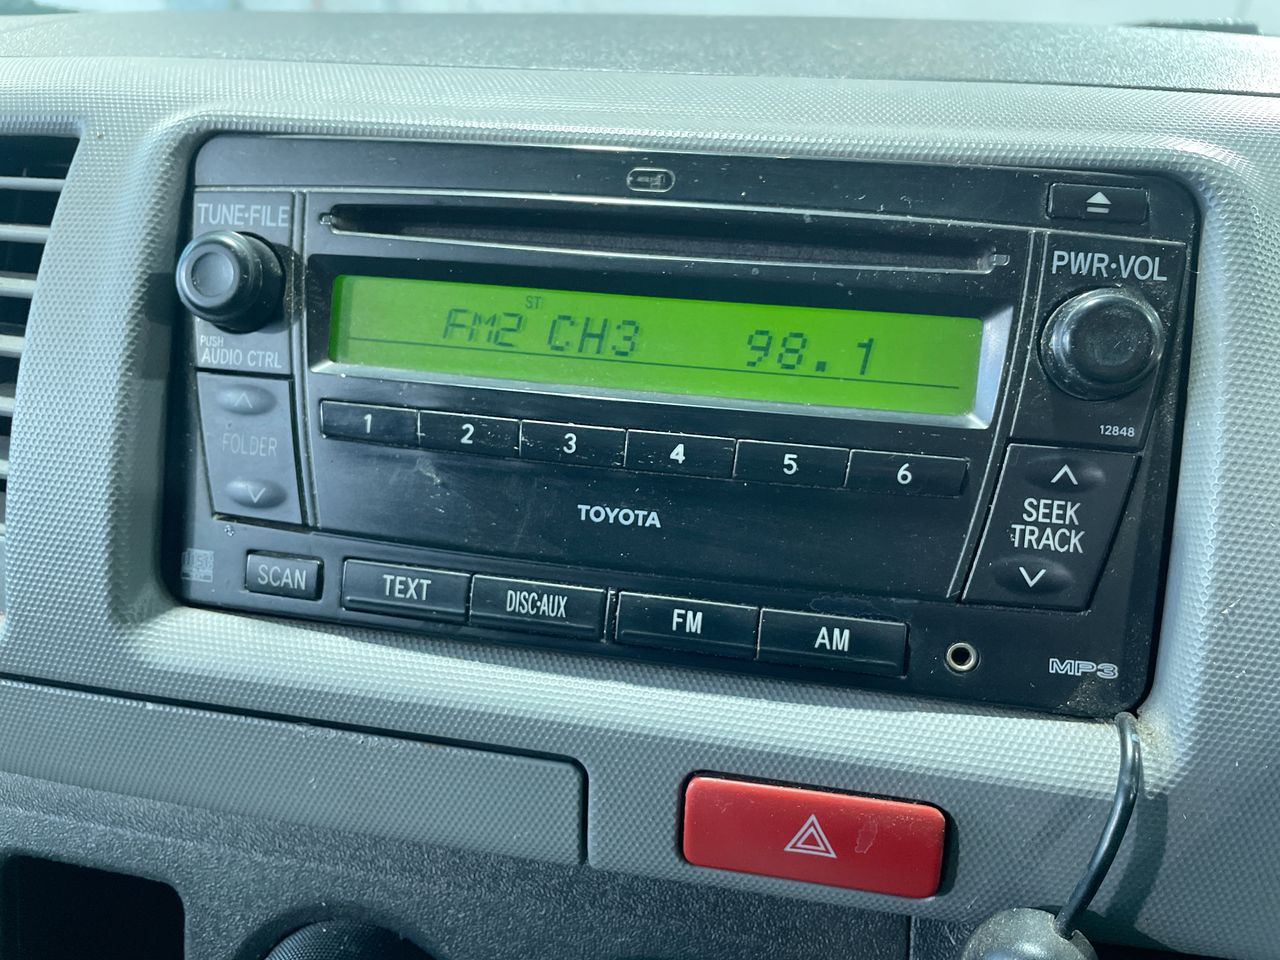 TUNE·FILE
PUSH
AUDIO CTRL
FOLDER
ST
FM2 CH3 98.1
PWR·VOL
12848
1 2 3 4 5 6
TOYOTA
SEEK
TRACK
SCAN
TEXT
DISC·AUX
FM
AM
MP3